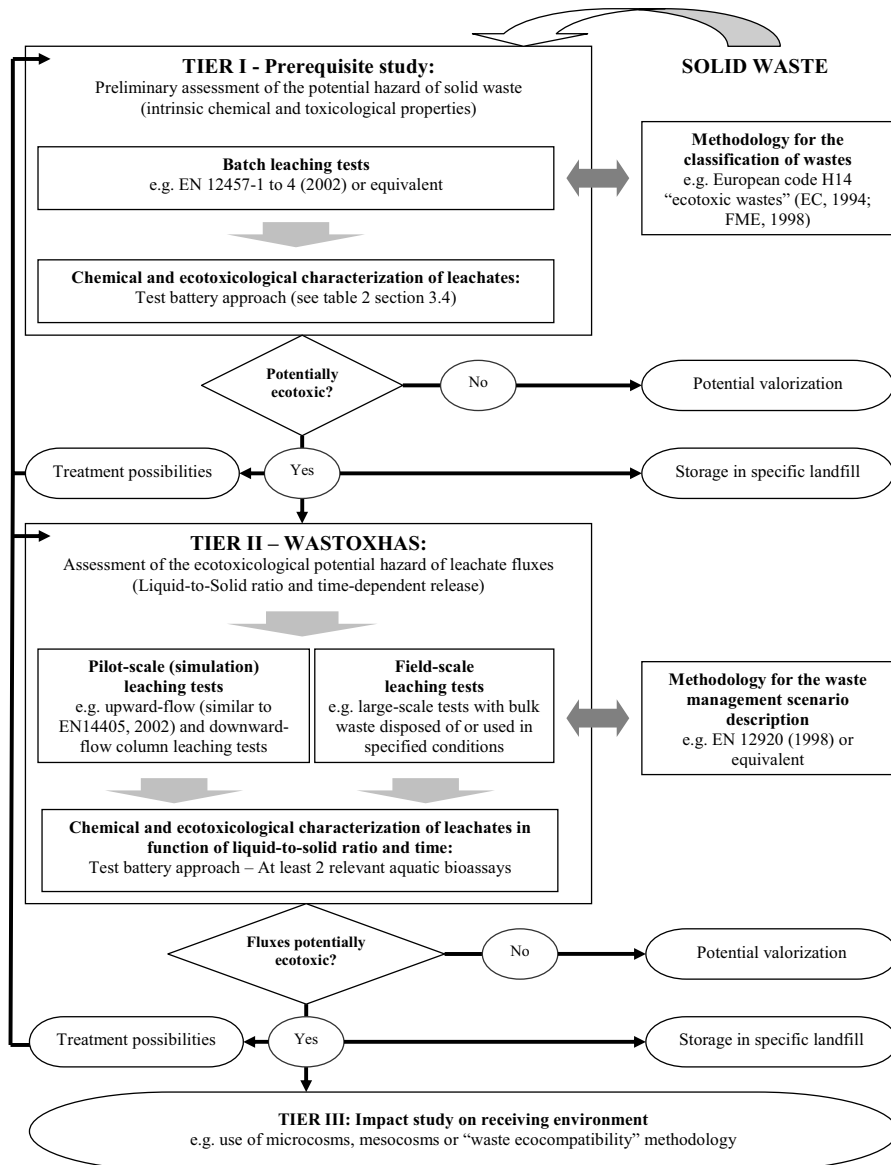 TIER I - Prerequisite study:
SOLID WASTE
Preliminary assessment of the potential hazard of solid waste
(intrinsic chemical and toxicological properties)
Batch leaching tests
e.g. EN 12457-1 to 4 (2002) or equivalent
Methodology for the
classification of wastes
e.g. European code H14
“ecotoxic wastes” (EC, 1994;
FME, 1998)
Chemical and ecotoxicological characterization of leachates:
Test battery approach (see table 2 section 3.4)
Potentially
ecotoxic?
No
Potential valorization
Treatment possibilities
Yes
Storage in specific landfill
TIER II – WASTOXHAS:
Assessment of the ecotoxicological potential hazard of leachate fluxes
(Liquid-to-Solid ratio and time-dependent release)
Pilot-scale (simulation)
leaching tests
e.g. upward-flow (similar to
EN14405, 2002) and downward-
flow column leaching tests
Field-scale
leaching tests
e.g. large-scale tests with bulk
waste disposed of or used in
specified conditions
Methodology for the waste
management scenario
description
e.g. EN 12920 (1998) or
equivalent
Chemical and ecotoxicological characterization of leachates in
function of liquid-to-solid ratio and time:
Test battery approach – At least 2 relevant aquatic bioassays
Fluxes potentially
ecotoxic?
No
Potential valorization
Treatment possibilities
Yes
Storage in specific landfill
TIER III: Impact study on receiving environment
e.g. use of microcosms, mesocosms or “waste ecocompatibility” methodology